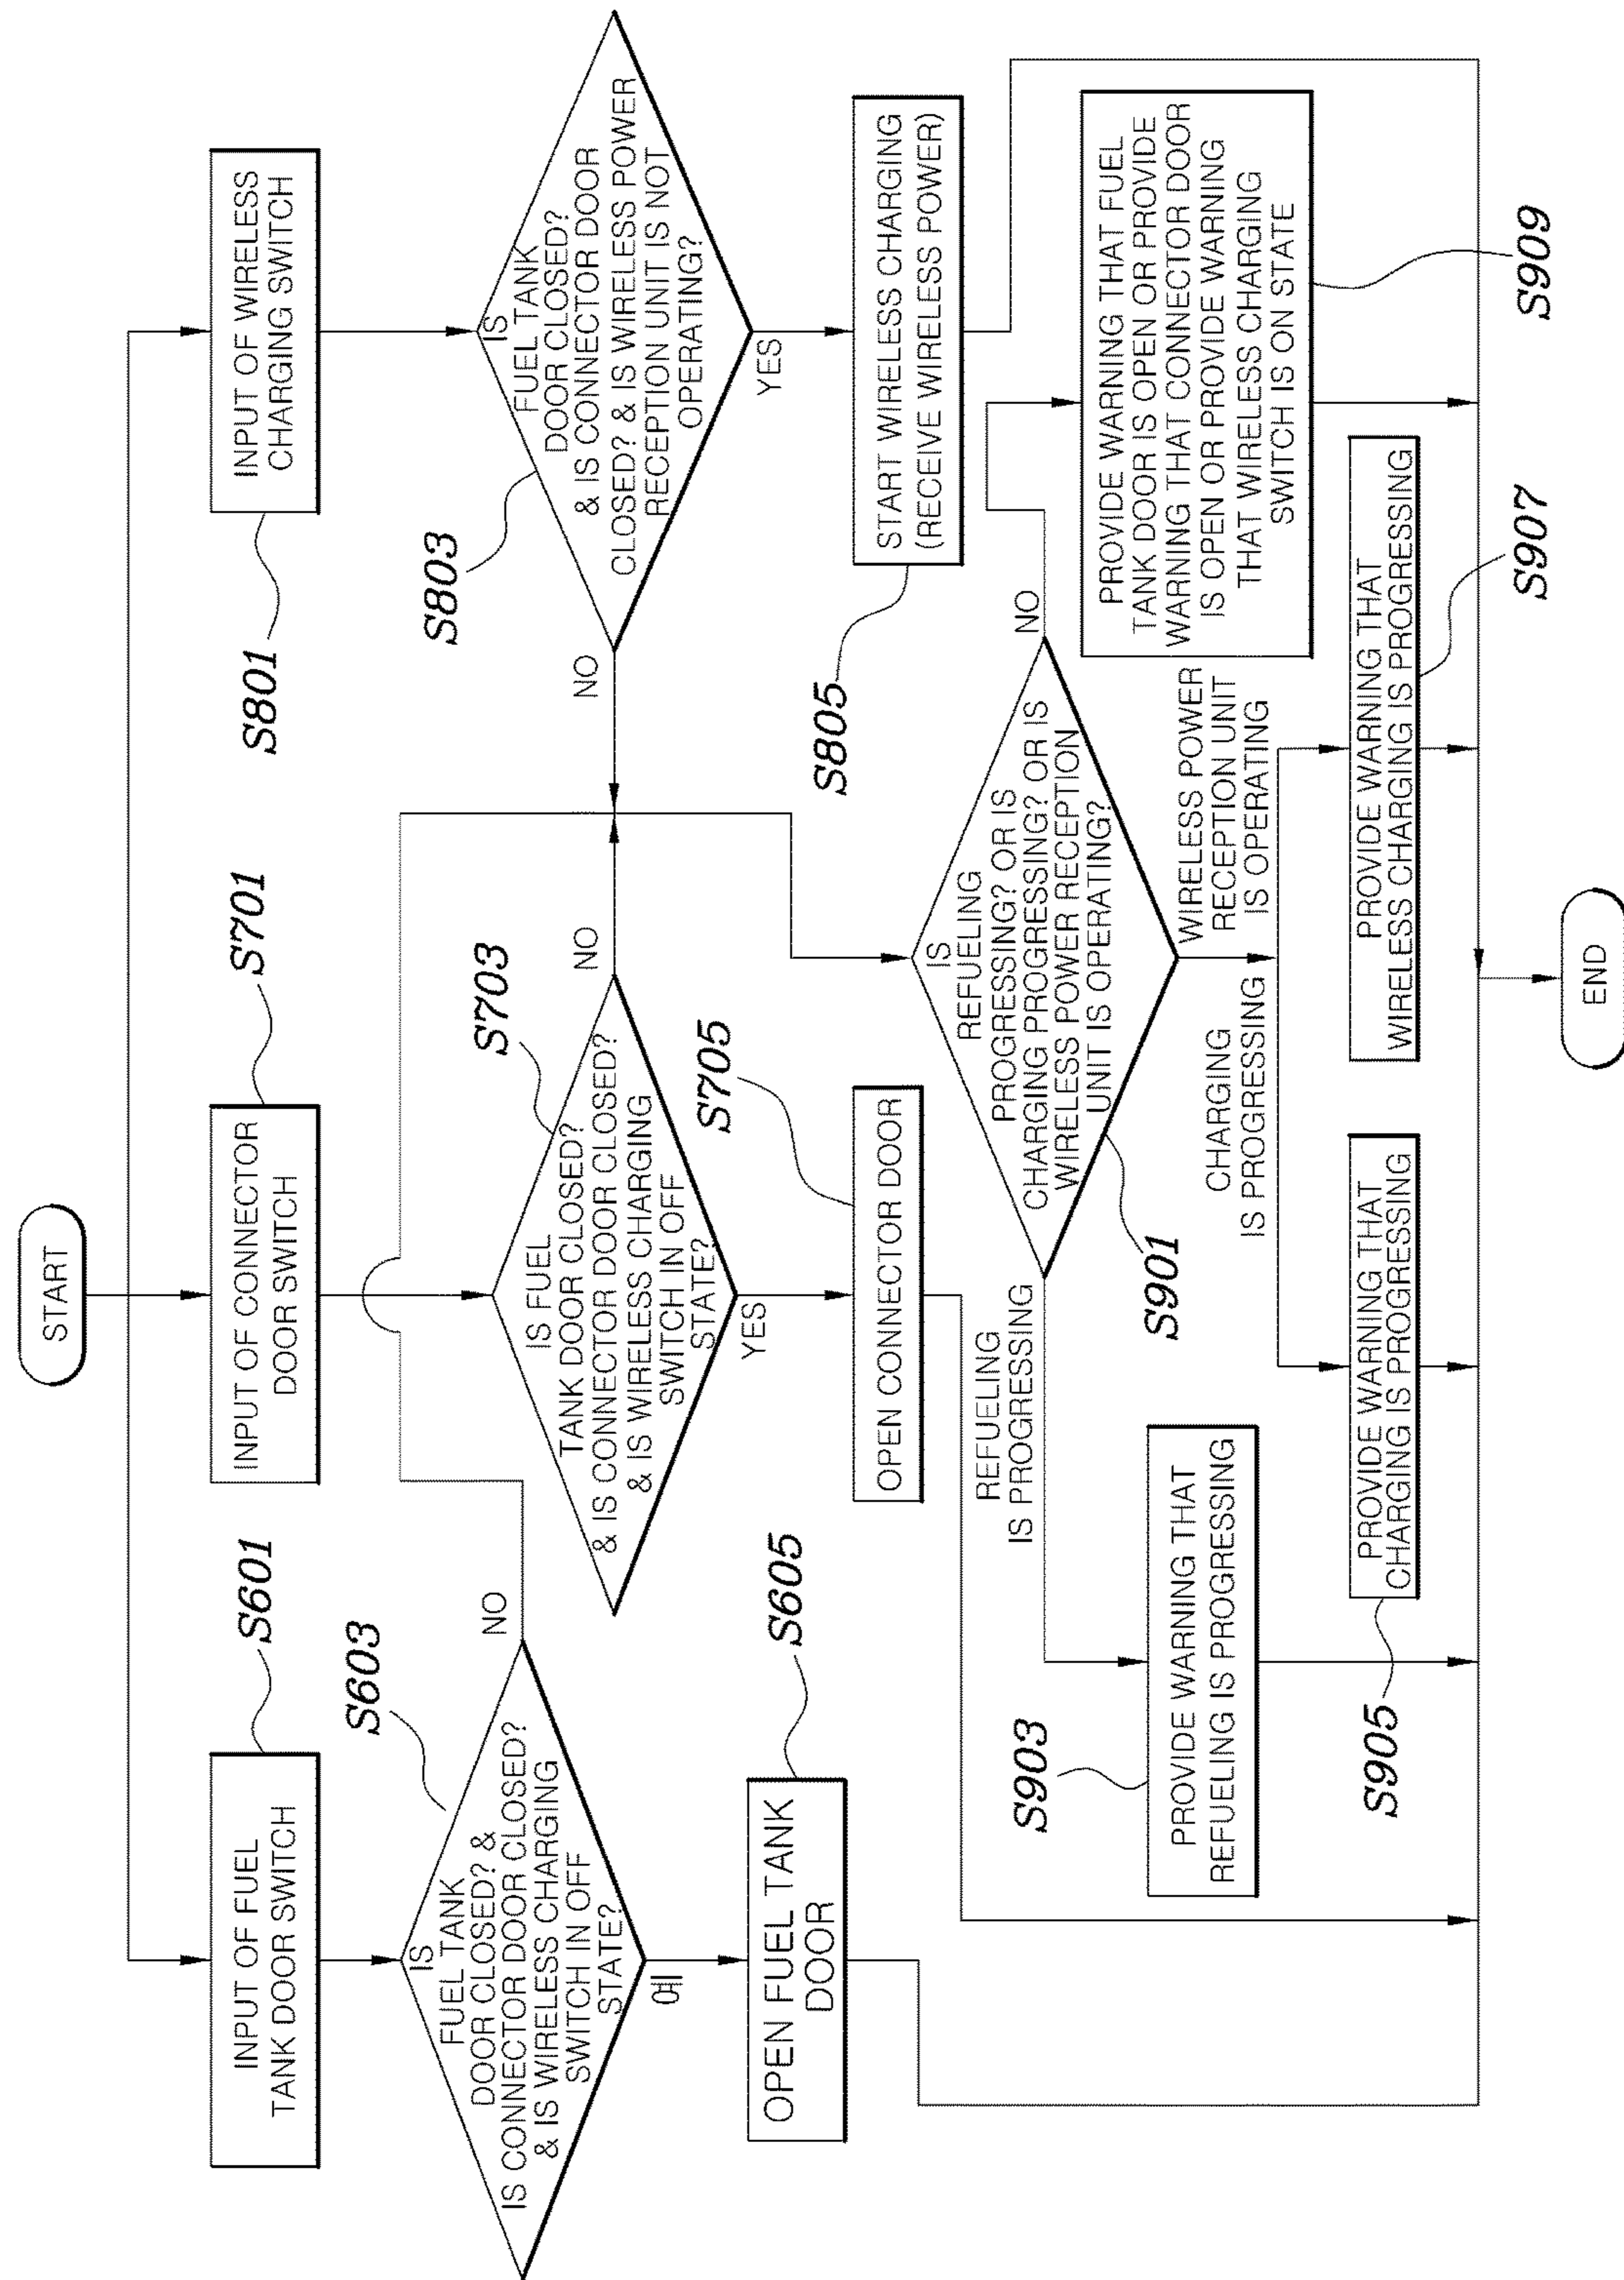 START
INPUT OF FUEL
TANK DOOR SWITCH
S601
INPUT OF CONNECTOR
DOOR SWITCH
S701
INPUT OF WIRELESS
CHARGING SWITCH
S801
IS
FUEL TANK
DOOR CLOSED? &
IS CONNECTOR DOOR CLOSED?
& IS WIRELESS CHARGING
SWITCH IN OFF
STATE?
S603
NO
예
IS FUEL
TANK DOOR CLOSED?
& IS CONNECTOR DOOR CLOSED?
& IS WIRELESS CHARGING
SWITCH IN OFF
STATE?
S703
NO
YES
IS
FUEL TANK
DOOR CLOSED?
& IS CONNECTOR DOOR
CLOSED? & IS WIRELESS POWER
RECEPTION UNIT IS NOT
OPERATING?
S803
NO
YES
OPEN FUEL TANK
DOOR
S605
OPEN CONNECTOR DOOR
S705
START WIRELESS CHARGING
(RECEIVE WIRELESS POWER)
S805
IS
REFUELING
PROGRESSING? OR IS
CHARGING PROGRESSING? OR IS
WIRELESS POWER RECEPTION
UNIT IS OPERATING?
S901
REFUELING
IS PROGRESSING
NO
CHARGING
IS PROGRESSING
WIRELESS POWER
RECEPTION UNIT
IS OPERATING
PROVIDE WARNING THAT
REFUELING IS PROGRESSING
S903
PROVIDE WARNING THAT
CHARGING IS PROGRESSING
S905
PROVIDE WARNING THAT
WIRELESS CHARGING IS PROGRESSING
S907
PROVIDE WARNING THAT FUEL
TANK DOOR IS OPEN OR PROVIDE
WARNING THAT CONNECTOR DOOR
IS OPEN OR PROVIDE WARNING
THAT WIRELESS CHARGING
SWITCH IS ON STATE
S909
END